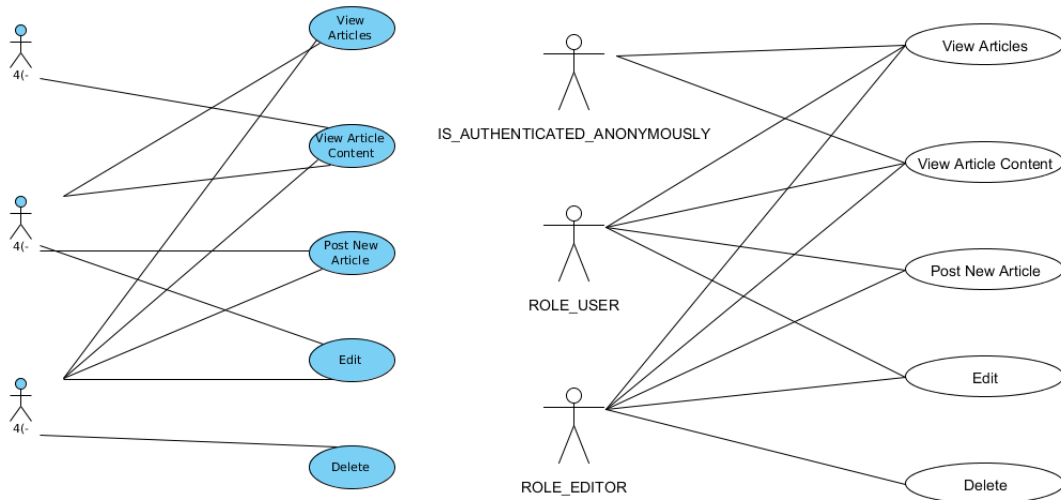 View
Articles
4(-
View Article
Content
4(-
Post New
Article
Edit
4(-
Delete
View Articles
IS_AUTHENTICATED_ANONYMOUSLY
View Article Content
ROLE_USER
Post New Article
Edit
ROLE_EDITOR
Delete